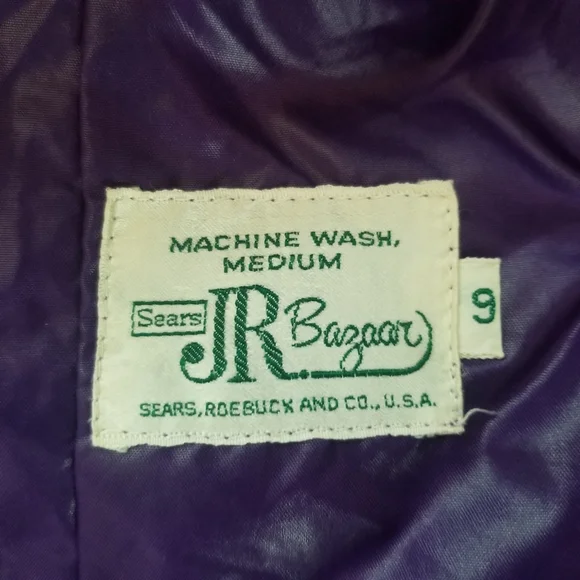 MACHINE WASH,
MEDIUM
Sears JR. Bazaar
9
SEARS, ROEBUCK AND CO., U.S.A.